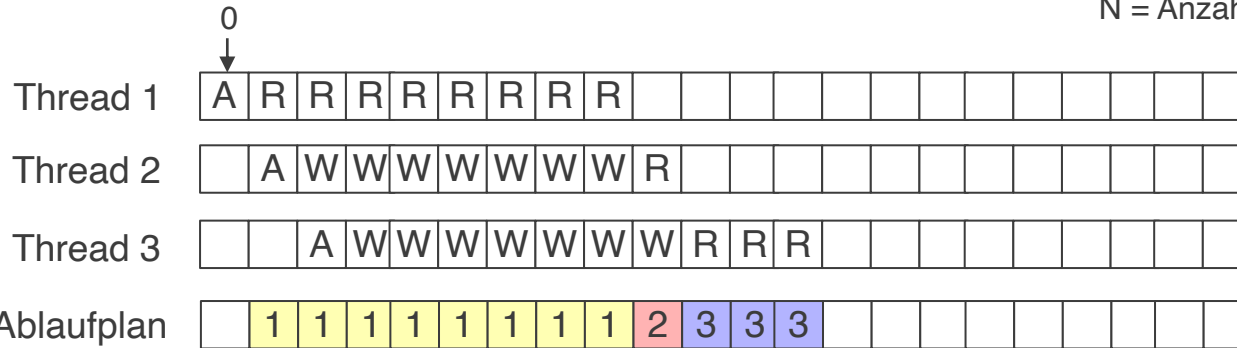 0
N = Anzah
Thread 1 A R R R R R R R R
Thread 2 A W W W W W W W R
Thread 3 A W W W W W W W R R R
Ablaufplan 1 1 1 1 1 1 1 1 2 3 3 3